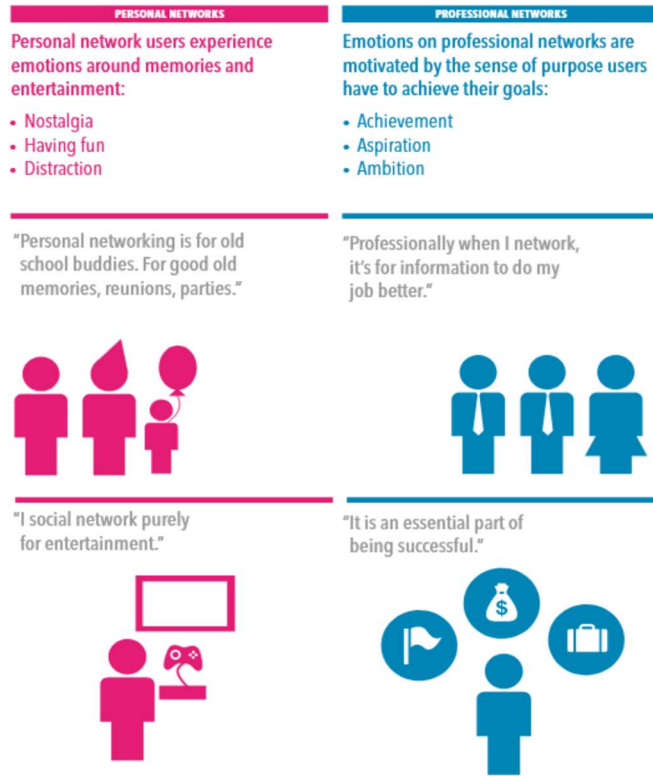 PERSONAL NETWORKS
Personal network users experience
emotions around memories and
entertainment:
• Nostalgia
• Having fun
• Distraction
"Personal networking is for old
school buddies. For good old
memories, reunions, parties."
"I social network purely
for entertainment."
PROFESSIONAL NETWORKS
Emotions on professional networks are
motivated by the sense of purpose users
have to achieve their goals:
• Achievement
• Aspiration
• Ambition
"Professionally when I network,
it's for information to do my
job better."
"It is an essential part of
being successful."
$